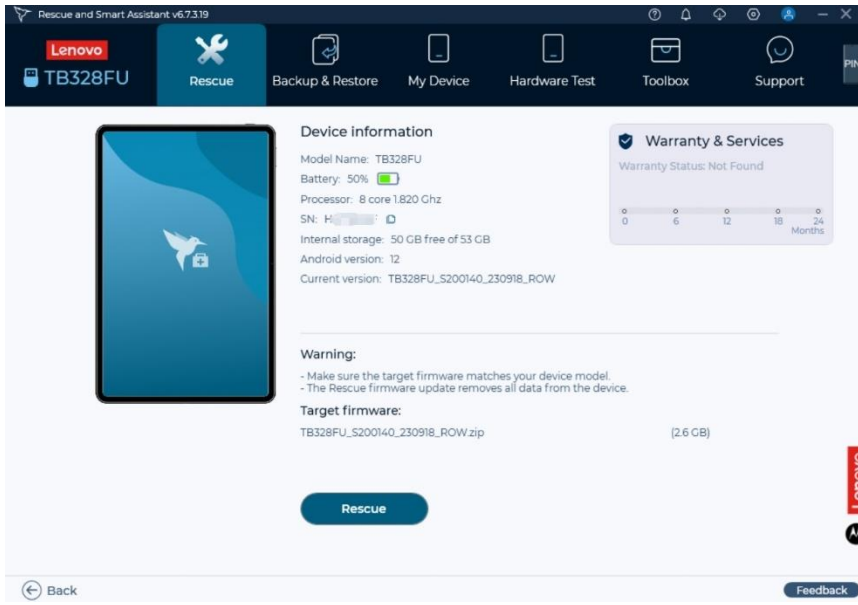 Rescue and Smart Assistant v6.7.3.19
Lenovo
TB328FU
Rescue
Backup & Restore
My Device
Hardware Test
Toolbox
Support
PIN
Device information
Model Name: TB328FU
Battery: 50%
Processor: 8 core 1.820 Ghz
SN: H
Internal storage: 50 GB free of 53 GB
Android version: 12
Current version: TB328FU_S200140_230918_ROW
Warranty & Services
Warranty Status: Not Found
0 6 12 18 24
Months
Warning:
- Make sure the target firmware matches your device model.
- The Rescue firmware update removes all data from the device.
Target firmware:
TB328FU_S200140_230918_ROW.zip (2.6 GB)
Rescue
Lenovo
Back
Feedback